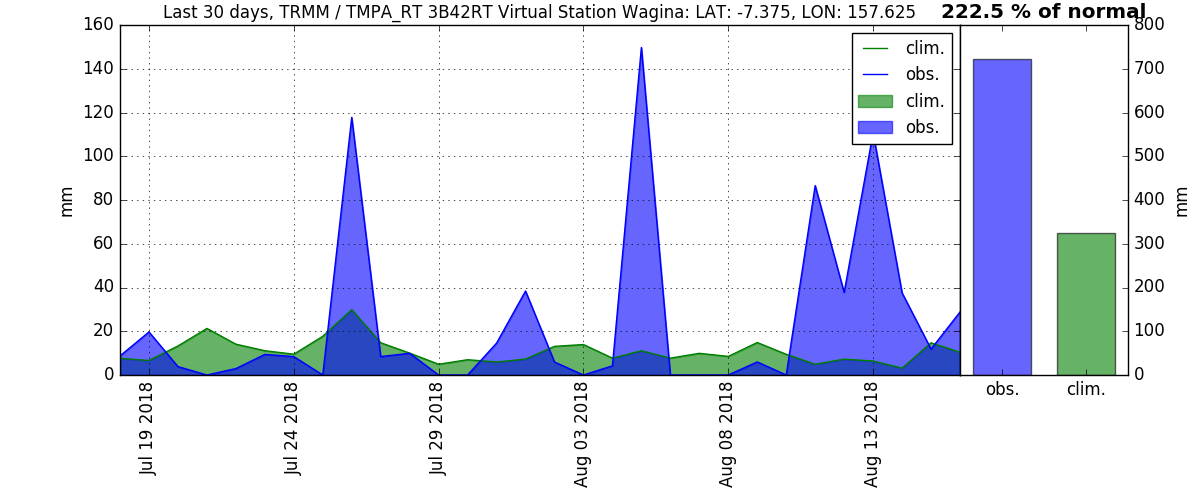 Last 30 days, TRMM / TMPA_RT 3B42RT Virtual Station Wagina: LAT: -7.375, LON: 157.625
222.5 % of normal
160
140
120
100
80
60
40
20
0
mm
clim.
obs.
clim.
obs.
Jul 19 2018
Jul 24 2018
Jul 29 2018
Aug 03 2018
Aug 08 2018
Aug 13 2018
800
700
600
500
400
300
200
100
0
mm
obs.
clim.